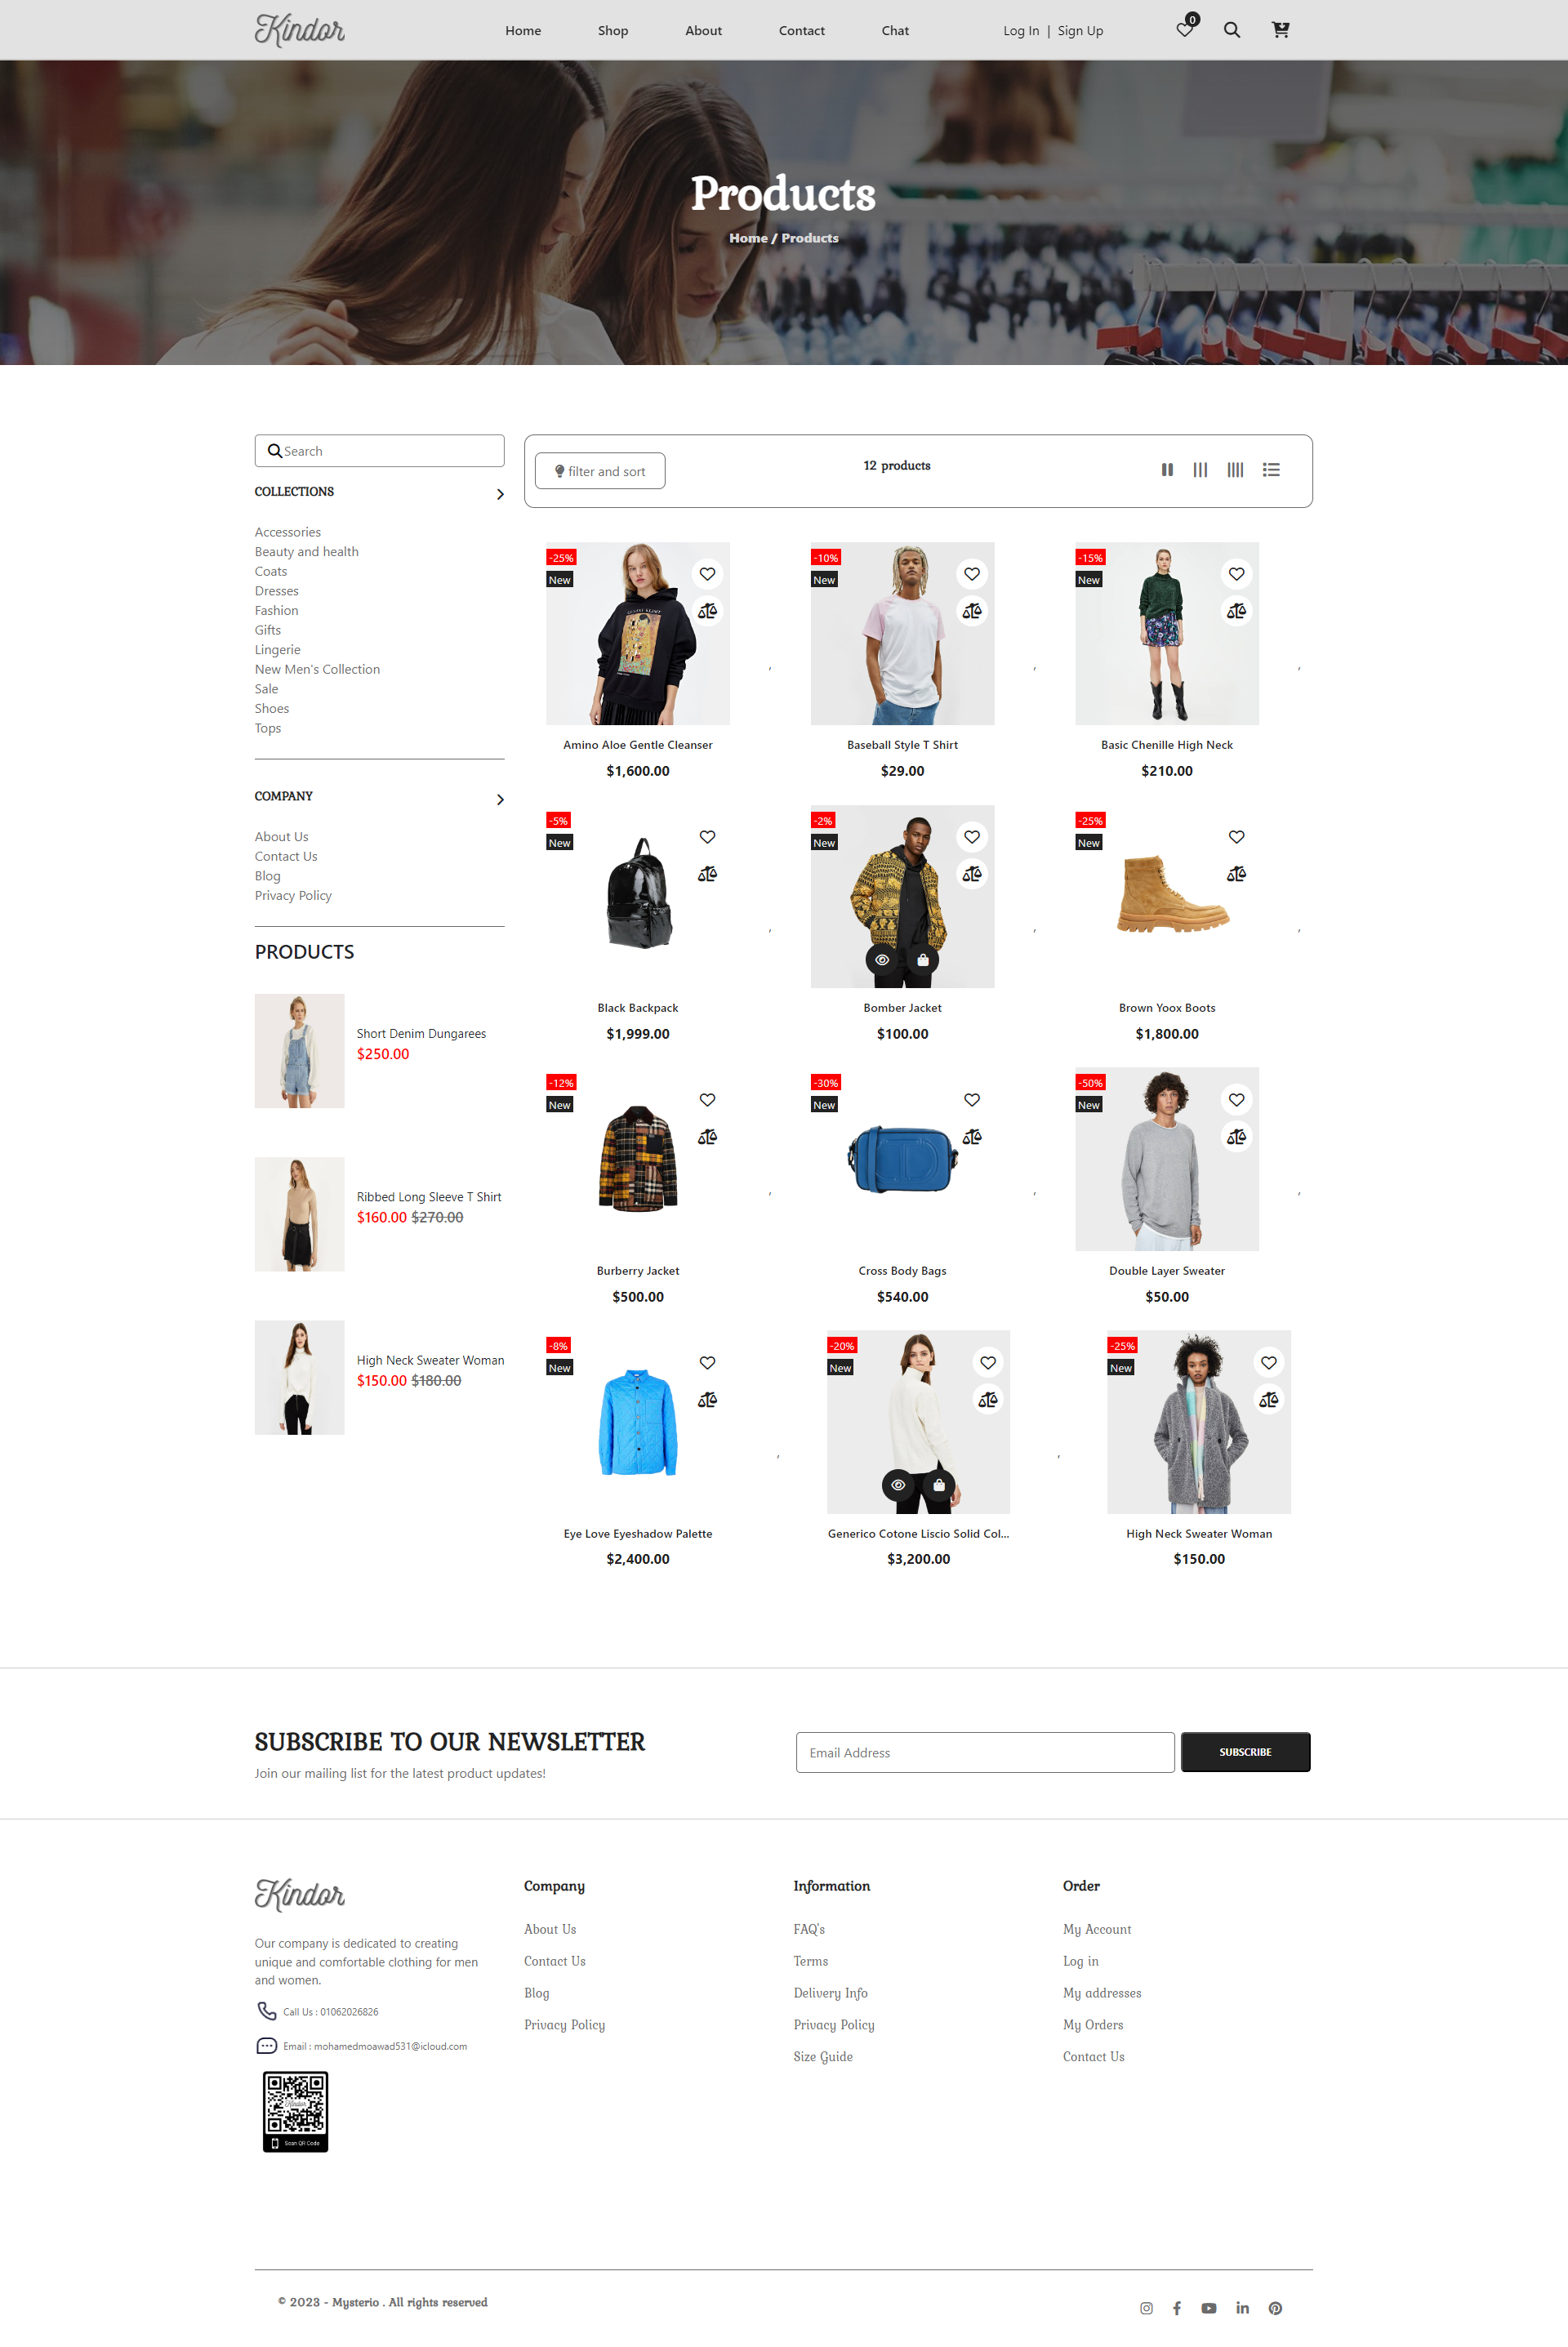 Kindor
Home Shop About Contact Chat Log In | Sign Up 0
Products
Home / Products
Search
COLLECTIONS
Accessories
Beauty and health
Coats
Dresses
Fashion
Gifts
Lingerie
New Men's Collection
Sale
Shoes
Tops
COMPANY
About Us
Contact Us
Blog
Privacy Policy
PRODUCTS
Short Denim Dungarees
$250.00
Ribbed Long Sleeve T Shirt
$160.00 $270.00
High Neck Sweater Woman
$150.00 $180.00
filter and sort
12 products
-25%
New
,
Amino Aloe Gentle Cleanser
$1,600.00
-10%
New
,
Baseball Style T Shirt
$29.00
-15%
New
,
Basic Chenille High Neck
$210.00
-5%
New
,
Black Backpack
$1,999.00
-2%
New
,
Bomber Jacket
$100.00
-25%
New
,
Brown Yoox Boots
$1,800.00
-12%
New
,
Burberry Jacket
$500.00
-30%
New
,
Cross Body Bags
$540.00
-50%
New
,
Double Layer Sweater
$50.00
-8%
New
,
Eye Love Eyeshadow Palette
$2,400.00
-20%
New
,
Generico Cotone Liscio Solid Col...
$3,200.00
-25%
New
High Neck Sweater Woman
$150.00
SUBSCRIBE TO OUR NEWSLETTER
Join our mailing list for the latest product updates!
Email Address
SUBSCRIBE
Kindor
Our company is dedicated to creating
unique and comfortable clothing for men
and women.
Call Us : 01062026826
Email : mohamedmoawad531@icloud.com
Kindor
Scan QR Code
Company
About Us
Contact Us
Blog
Privacy Policy
Information
FAQ's
Terms
Delivery Info
Privacy Policy
Size Guide
Order
My Account
Log in
My addresses
My Orders
Contact Us
© 2023 - Mysterio . All rights reserved